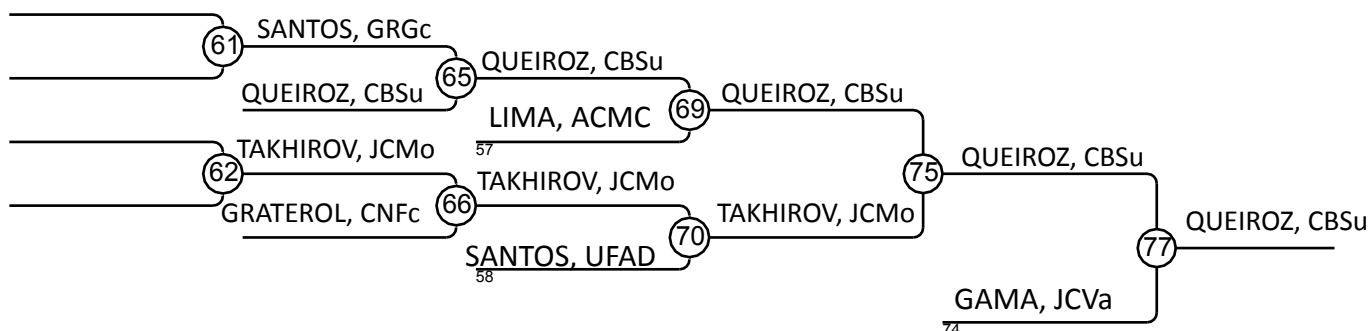 SANTOS, GRGc
61
QUEIROZ, CBSu
65
QUEIROZ, CBSu
69
QUEIROZ, CBSu
LIMA, ACMC
57
TAKHIROV, JCMo
62
QUEIROZ, CBSu
75
TAKHIROV, JCMo
66
GRATEROL, CNFc
TAKHIROV, JCMo
70
QUEIROZ, CBSu
77
SANTOS, UFAD
58
GAMA, JCVa
74